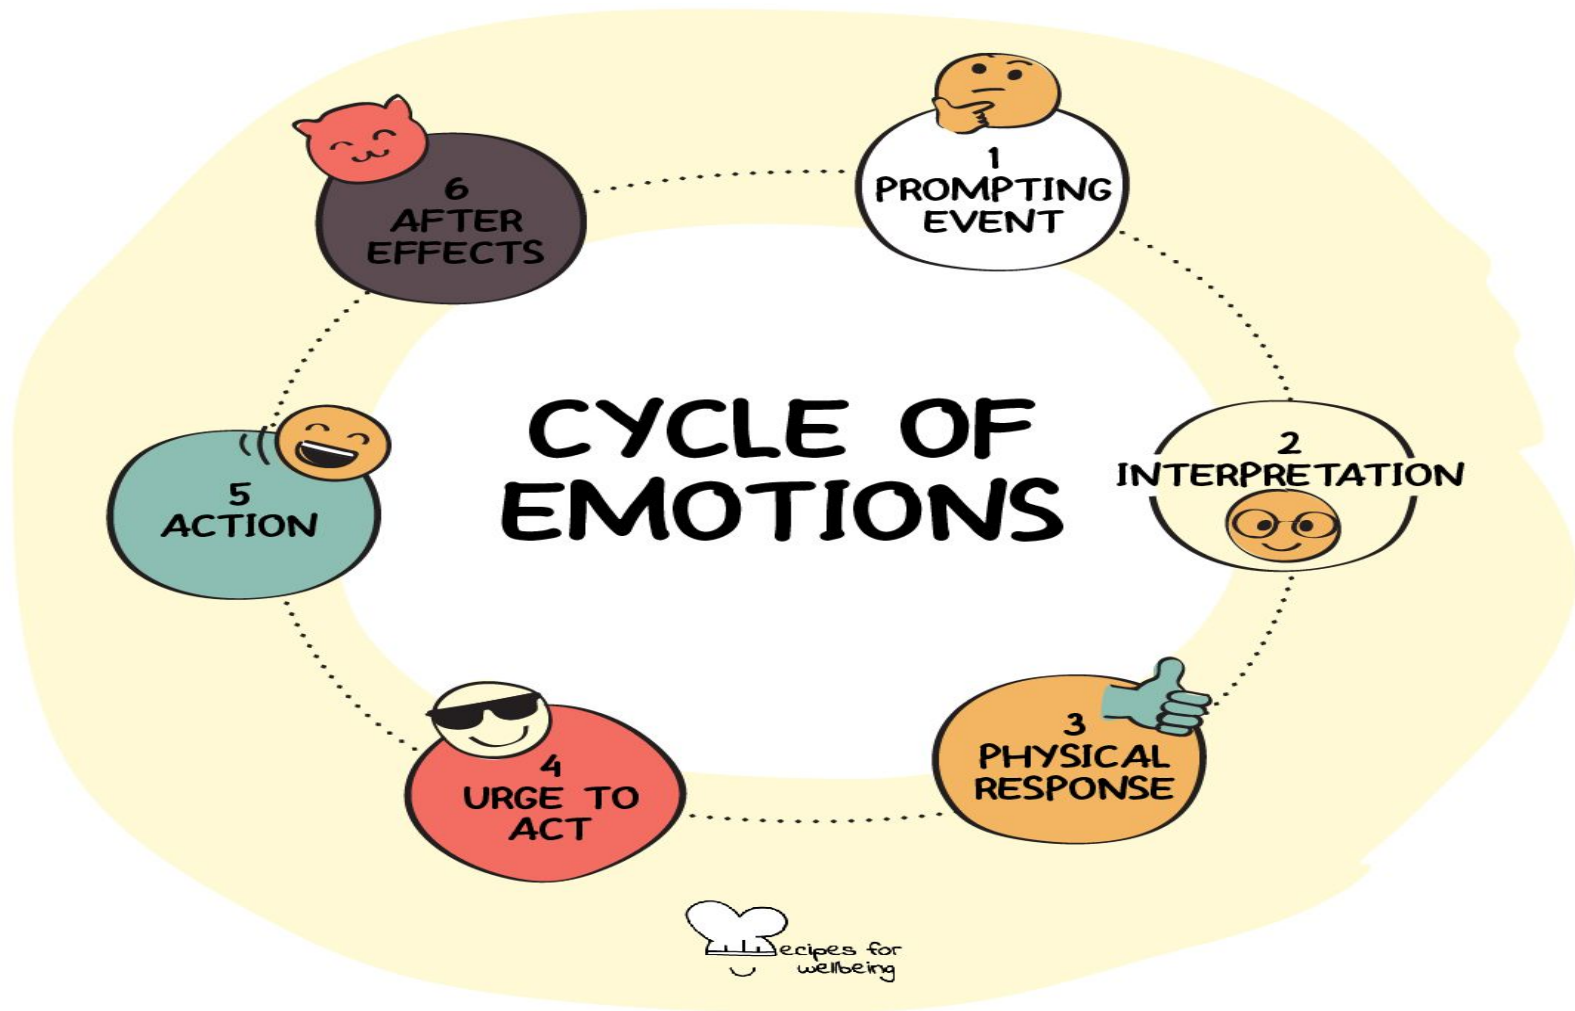 1
PROMPTING
EVENT
2
INTERPRETATION
3
PHYSICAL
RESPONSE
4
URGE TO
ACT
5
ACTION
6
AFTER
EFFECTS
CYCLE OF
EMOTIONS
ecipes for
wellbeing